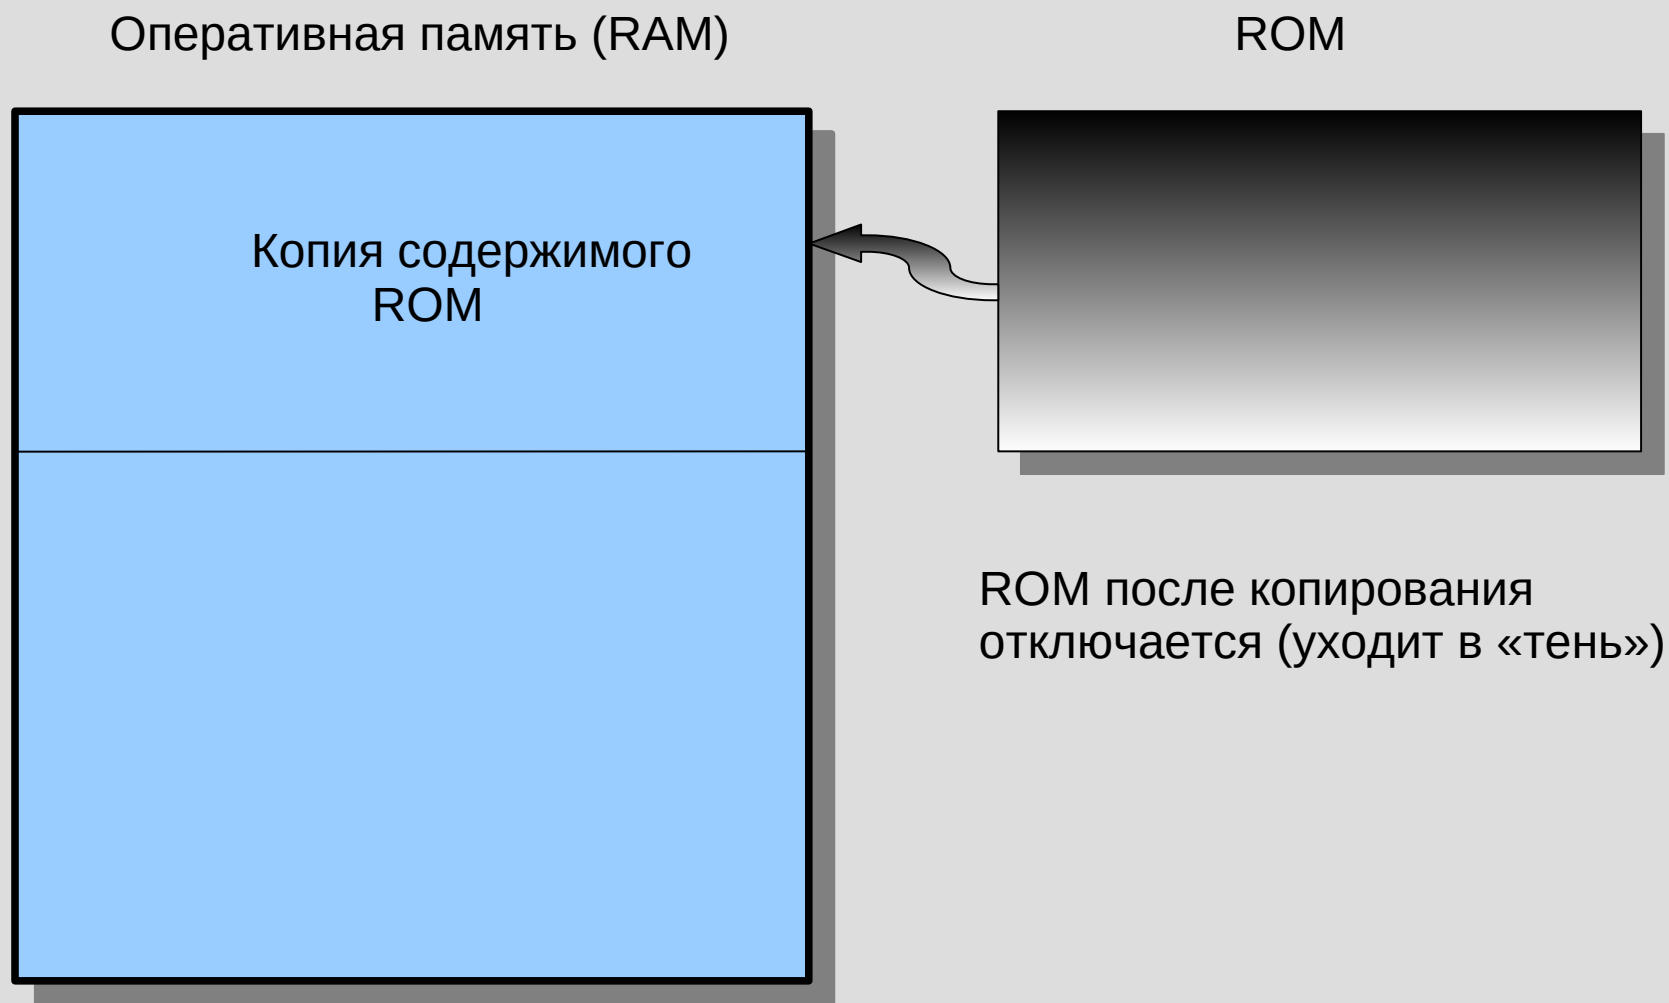 Оперативная память (RAM)
ROM
Копия содержимого
ROM
ROM после копирования
отключается (уходит в «тень»)